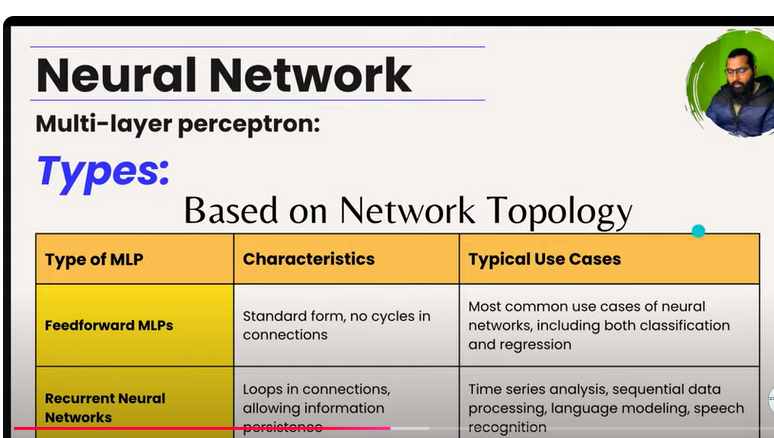 Neural Network
Multi-layer perceptron:
Types:
Based on Network Topology
Type of MLP
Characteristics
Typical Use Cases
Feedforward MLPs
Standard form, no cycles in
connections
Most common use cases of neural
networks, including both classification
and regression
Recurrent Neural
Networks
Loops in connections,
allowing information
persistence
Time series analysis, sequential data
processing, language modeling, speech
recognition